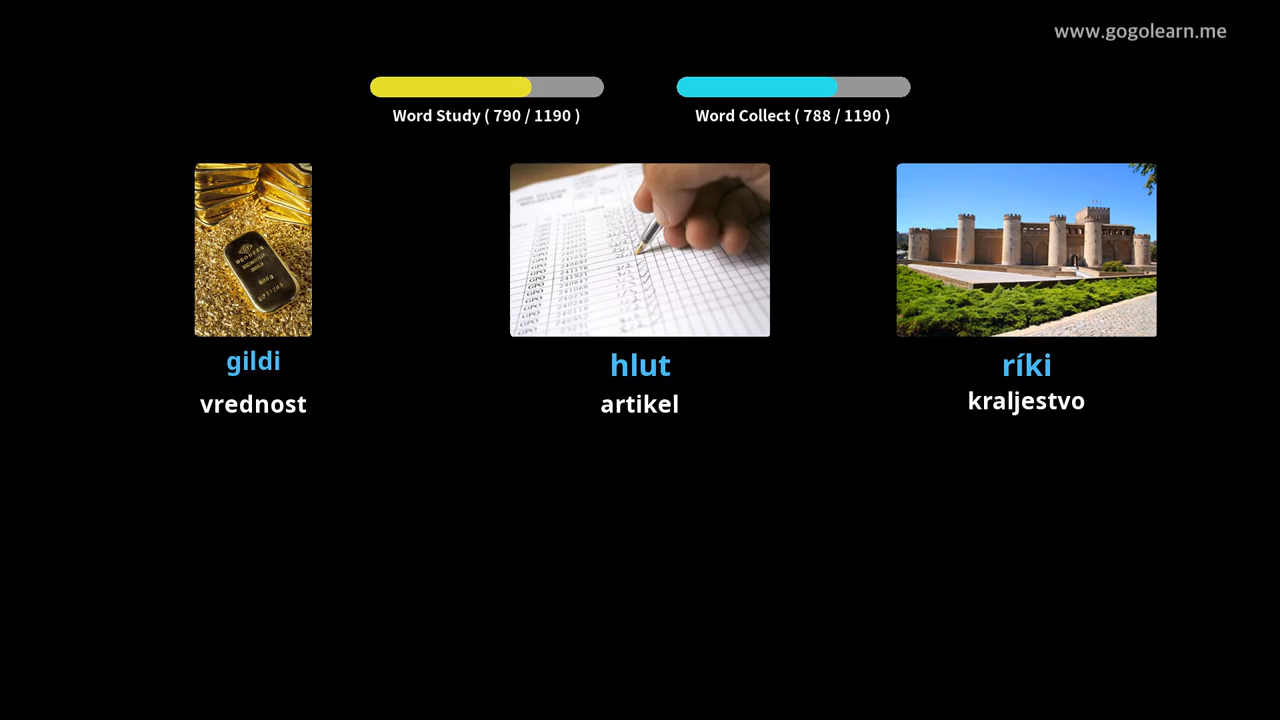 www.gogolearn.me
Word Study ( 790 / 1190 )
Word Collect ( 788 / 1190 )
gildi
hlut
ríki
vrednost
artikel
kraljestvo